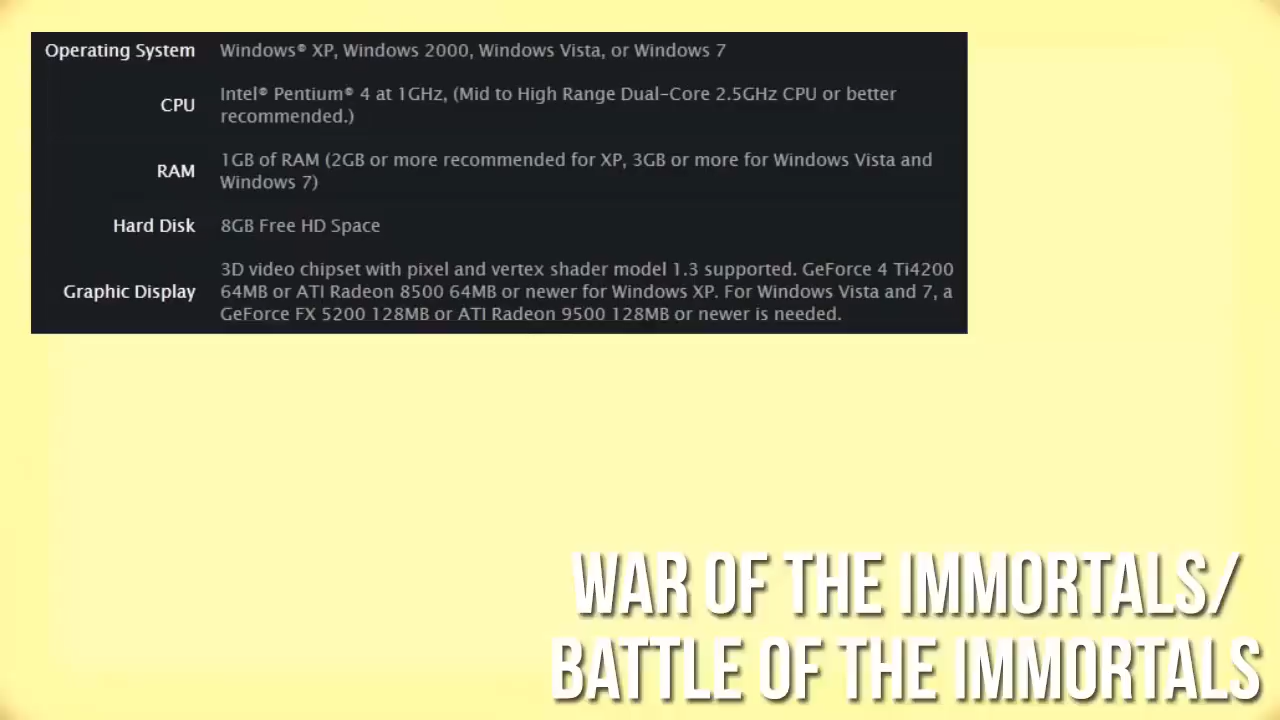 Operating System Windows® XP, Windows 2000, Windows Vista, or Windows 7
CPU Intel® Pentium® 4 at 1GHz, (Mid to High Range Dual-Core 2.5GHz CPU or better
recommended.)
RAM 1GB of RAM (2GB or more recommended for XP, 3GB or more for Windows Vista and
Windows 7)
Hard Disk 8GB Free HD Space
Graphic Display 3D video chipset with pixel and vertex shader model 1.3 supported. GeForce 4 Ti4200
64MB or ATI Radeon 8500 64MB or newer for Windows XP. For Windows Vista and 7, a
GeForce FX 5200 128MB or ATI Radeon 9500 128MB or newer is needed.
WAR OF THE IMMORTALS/
BATTLE OF THE IMMORTALS